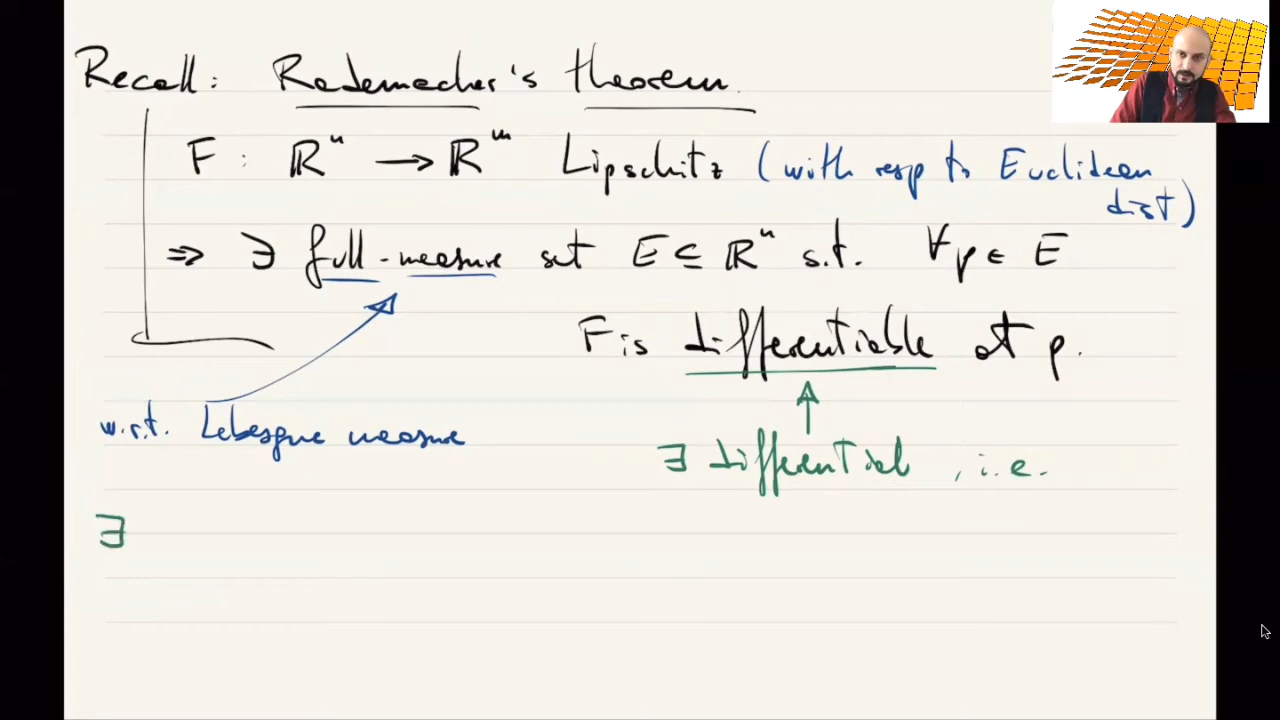 Recall: Rademacher's theorem.
F : ℝⁿ → ℝᵐ Lipschitz (with resp to Euclidean dist)
⇒ ∃ full-measure set E ⊆ ℝⁿ s.t. ∀p ∈ E
F is differentiable at p.
w.r.t. Lebesgue measure
∃ differential, i.e.
∃